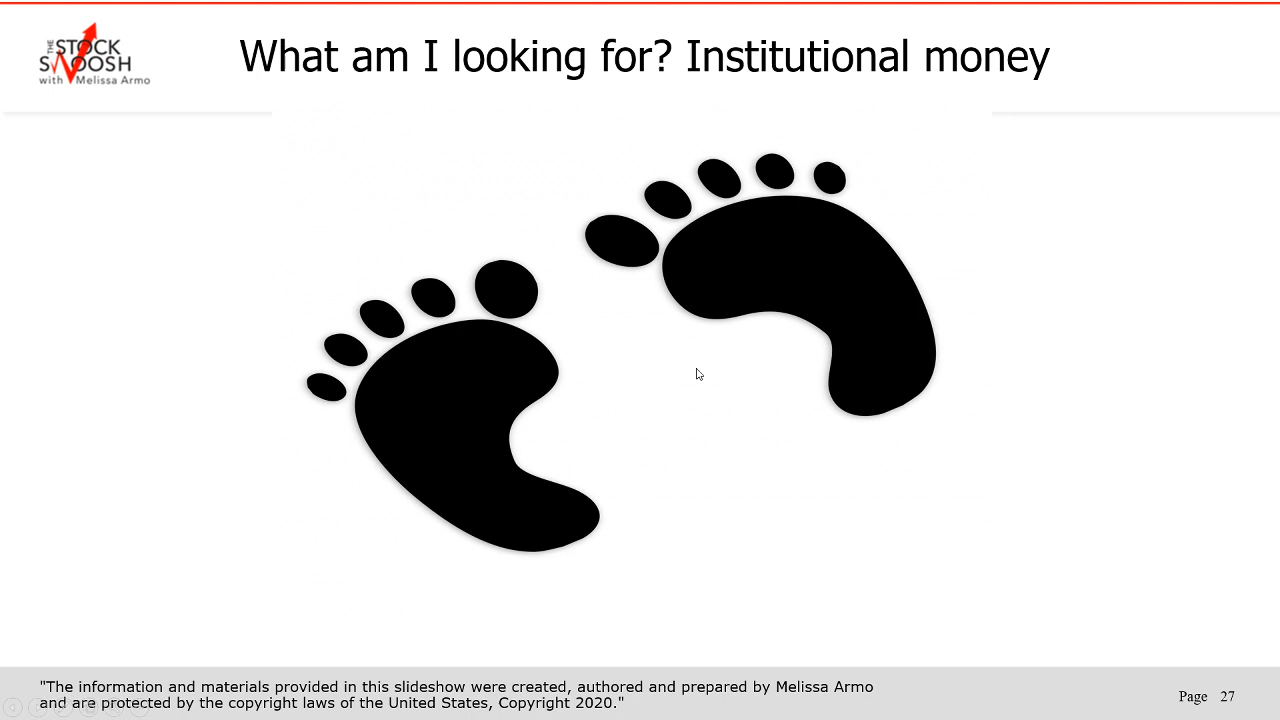 THE
STOCK
SWOOSH
with Melissa Armo
What am I looking for? Institutional money
"The information and materials provided in this slideshow were created, authored and prepared by Melissa Armo
and are protected by the copyright laws of the United States, Copyright 2020."
Page 27